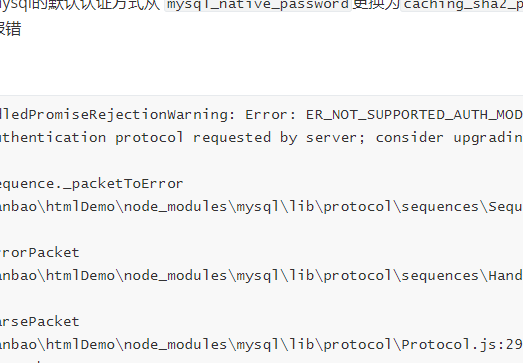 ysql的默认认证方式从 mysql_native_password 更换为 caching_sha2_p
报错
dledPromiseRejectionWarning: Error: ER_NOT_SUPPORTED_AUTH_MOD
uthentication protocol requested by server; consider upgradin
equence._packetToError
anbao\htmlDemo\node_modules\mysql\lib\protocol\sequences\Sequ
rrorPacket
anbao\htmlDemo\node_modules\mysql\lib\protocol\sequences\Hand
arsePacket
anbao\htmlDemo\node_modules\mysql\lib\protocol\Protocol.js:29